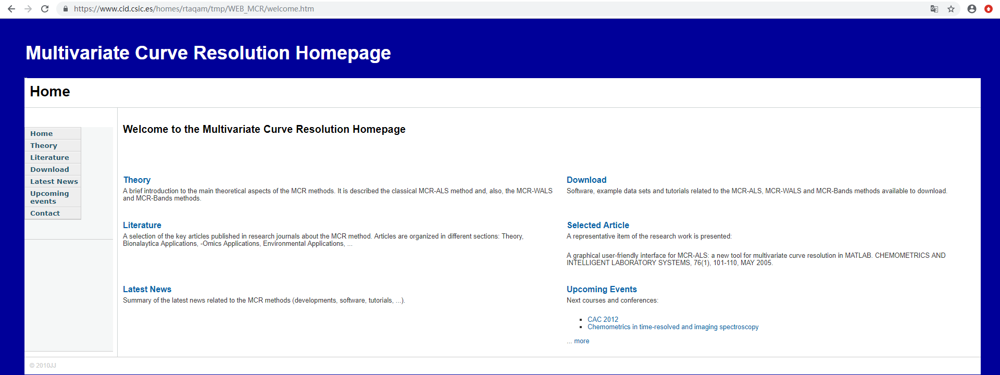 https://www.cid.csic.es/homes/rtaqam/tmp/WEB_MCR/welcome.htm
Multivariate Curve Resolution Homepage
Home
Home
Theory
Literature
Download
Latest News
Upcoming
events
Contact
Welcome to the Multivariate Curve Resolution Homepage
Theory
A brief introduction to the main theoretical aspects of the MCR methods. It is described the classical MCR-ALS method and, also, the MCR-WALS
and MCR-Bands methods.
Download
Software, example data sets and tutorials related to the MCR-ALS, MCR-WALS and MCR-Bands methods available to download.
Literature
A selection of the key articles published in research journals about the MCR method. Articles are organized in different sections: Theory,
Bionalaytica Applications, -Omics Applications, Environmental Applications, ...
Selected Article
A representative item of the research work is presented:
A graphical user-friendly interface for MCR-ALS: a new tool for multivariate curve resolution in MATLAB. CHEMOMETRICS AND
INTELLIGENT LABORATORY SYSTEMS, 76(1), 101-110, MAY 2005.
Latest News
Summary of the latest news related to the MCR methods (developments, software, tutorials, ...).
Upcoming Events
Next courses and conferences:
CAC 2012
Chemometrics in time-resolved and imaging spectroscopy
... more
© 2010JJ